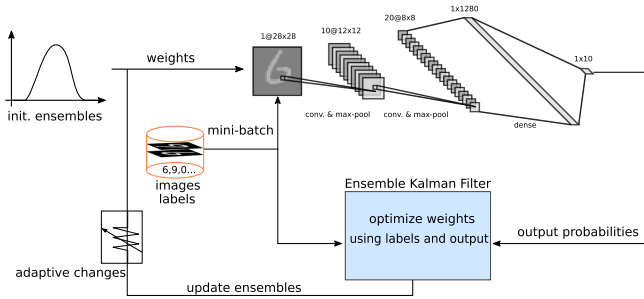 1@28x28
10@12x12
20@8x8
1x1280
1x10
weights
init. ensembles
conv. & max-pool
conv. & max-pool
dense
mini-batch
6,9,0...
images
labels
Ensemble Kalman Filter
optimize weights
using labels and output
output probabilities
adaptive changes
update ensembles